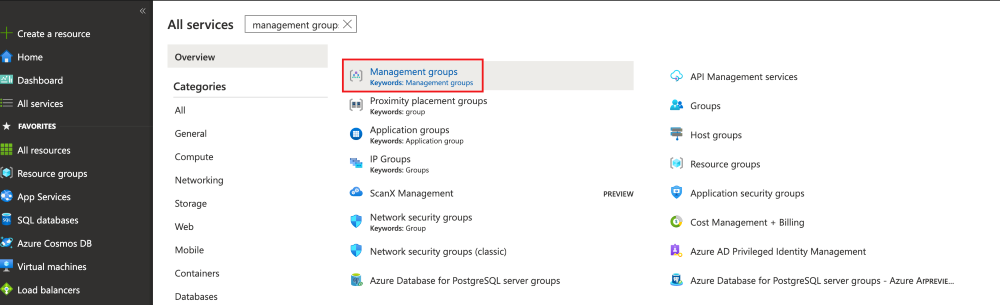 «
Create a resource
Home
Dashboard
All services
FAVORITES
All resources
Resource groups
App Services
SQL databases
Azure Cosmos DB
Virtual machines
Load balancers
All services
management group
Overview
Categories
All
General
Compute
Networking
Storage
Web
Mobile
Containers
Databases
Management groups
Keywords: Management groups
Proximity placement groups
Keywords: group
Application groups
Keywords: Application group
IP Groups
Keywords: Groups
ScanX Management PREVIEW
Network security groups
Keywords: Group
Network security groups (classic)
Azure Database for PostgreSQL server groups
API Management services
Groups
Host groups
Resource groups
Application security groups
Cost Management + Billing
Azure AD Privileged Identity Management
Azure Database for PostgreSQL server groups - Azure Ar PREVIEW